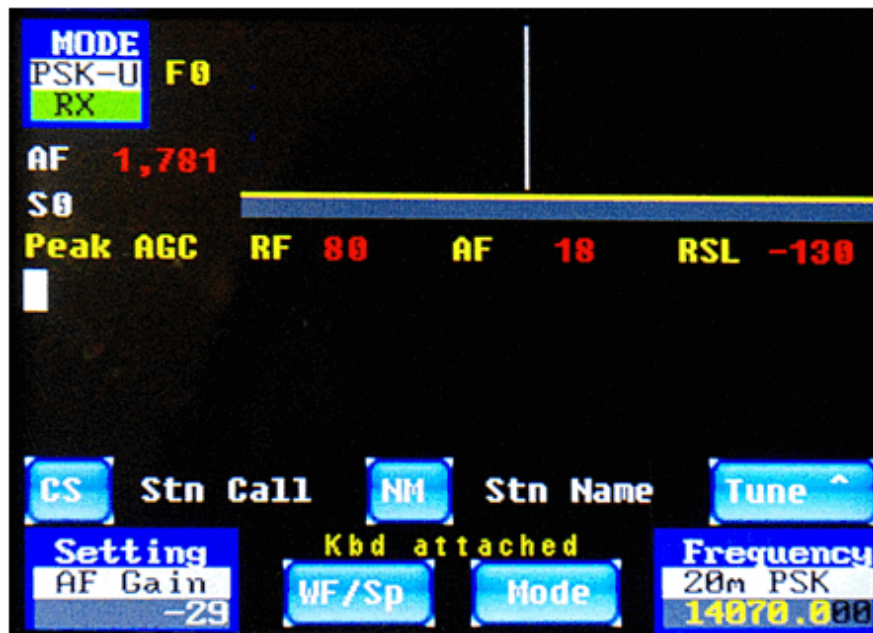 MODE
PSK-U F0
RX
AF 1,781
S0
Peak AGC RF 80 AF 18 RSL -130
CS Stn Call NM Stn Name Tune ^
Setting Kbd attached Frequency
AF Gain WF/Sp Mode 20m PSK
-29 14070.000